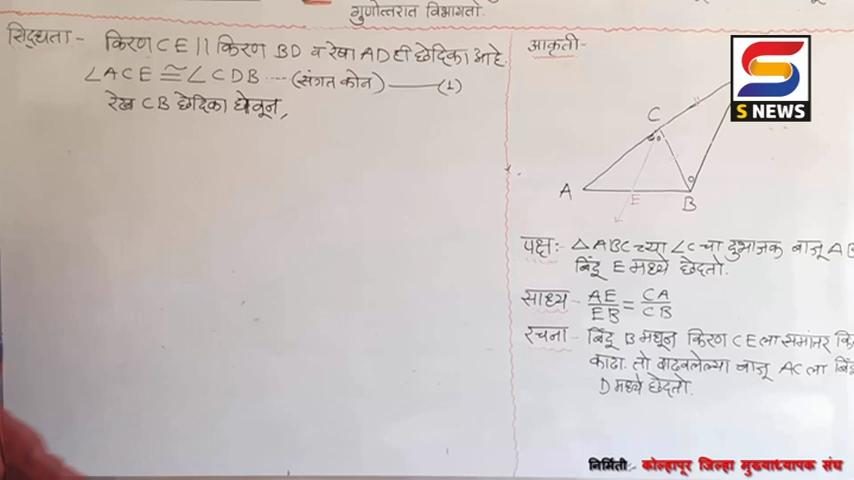 गुणोत्तरात विभागतो.
सिद्धता - किरण CE || किरण BD व रेषा AD ही छेदिका आहे.
∠ACE ≅ ∠CDB ---- (संगत कोन) —— (1)
रेख CB छेदिका घेवून,
आकृती-
S NEWS
C
A
E
B
पक्ष:- △ABC च्या ∠C चा दुभाजक बाजू AB
बिंदू E मध्ये छेदतो.
साध्य - AE/EB = CA/CB
रचना - बिंदू B मधून किरण CE ला समांतर कि
काढा. तो वाढवलेल्या बाजू AC ला बिं
D मध्ये छेदतो.
निर्मिती:- कोल्हापूर जिल्हा मुख्याध्यापक संघ